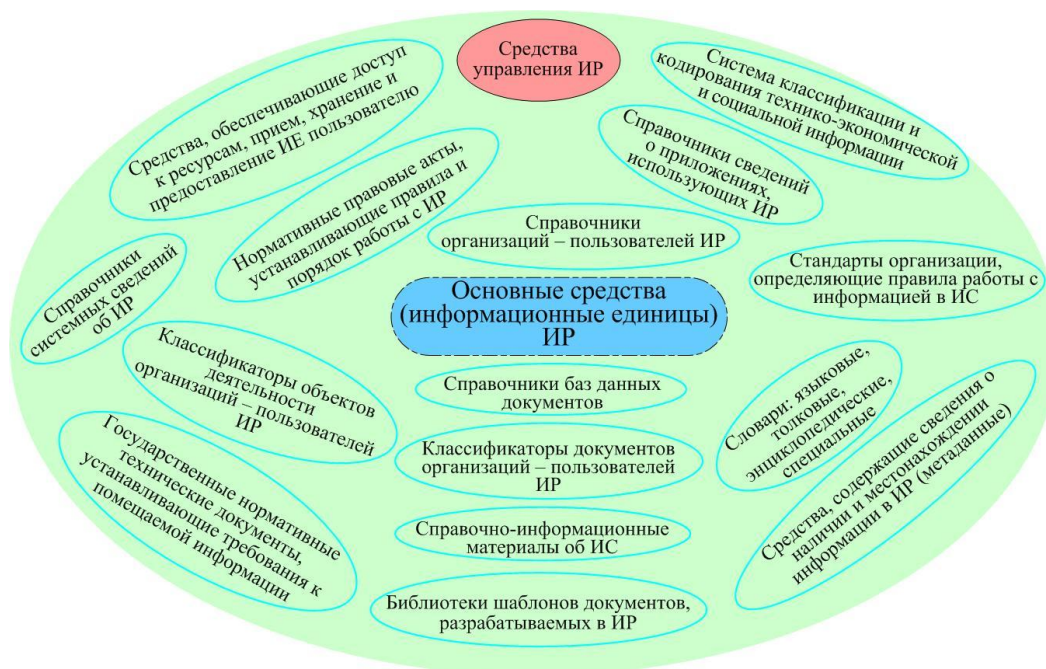 Средства
управления ИР
Средства, обеспечивающие доступ
к ресурсам, прием, хранение и
предоставление ИЕ пользователю
Система классификации и
кодирования технико-экономической
и социальной информации
Справочники сведений
о приложениях,
использующих ИР
Нормативные правовые акты,
устанавливающие правила и
порядок работы с ИР
Справочники
организаций – пользователей ИР
Справочники
системных сведений
об ИР
Стандарты организации,
определяющие правила работы с
информацией в ИС
Основные средства
(информационные единицы)
ИР
Классификаторы объектов
деятельности
организаций – пользователей
ИР
Справочники баз данных
документов
Словари: языковые,
толковые,
энциклопедические,
специальные
Средства, содержащие сведения о
наличии и местонахождении
информации в ИР (метаданные)
Государственные нормативные
технические документы,
устанавливающие требования к
помещаемой информации
Классификаторы документов
организаций – пользователей
ИР
Справочно-информационные
материалы об ИС
Библиотеки шаблонов документов,
разрабатываемых в ИР